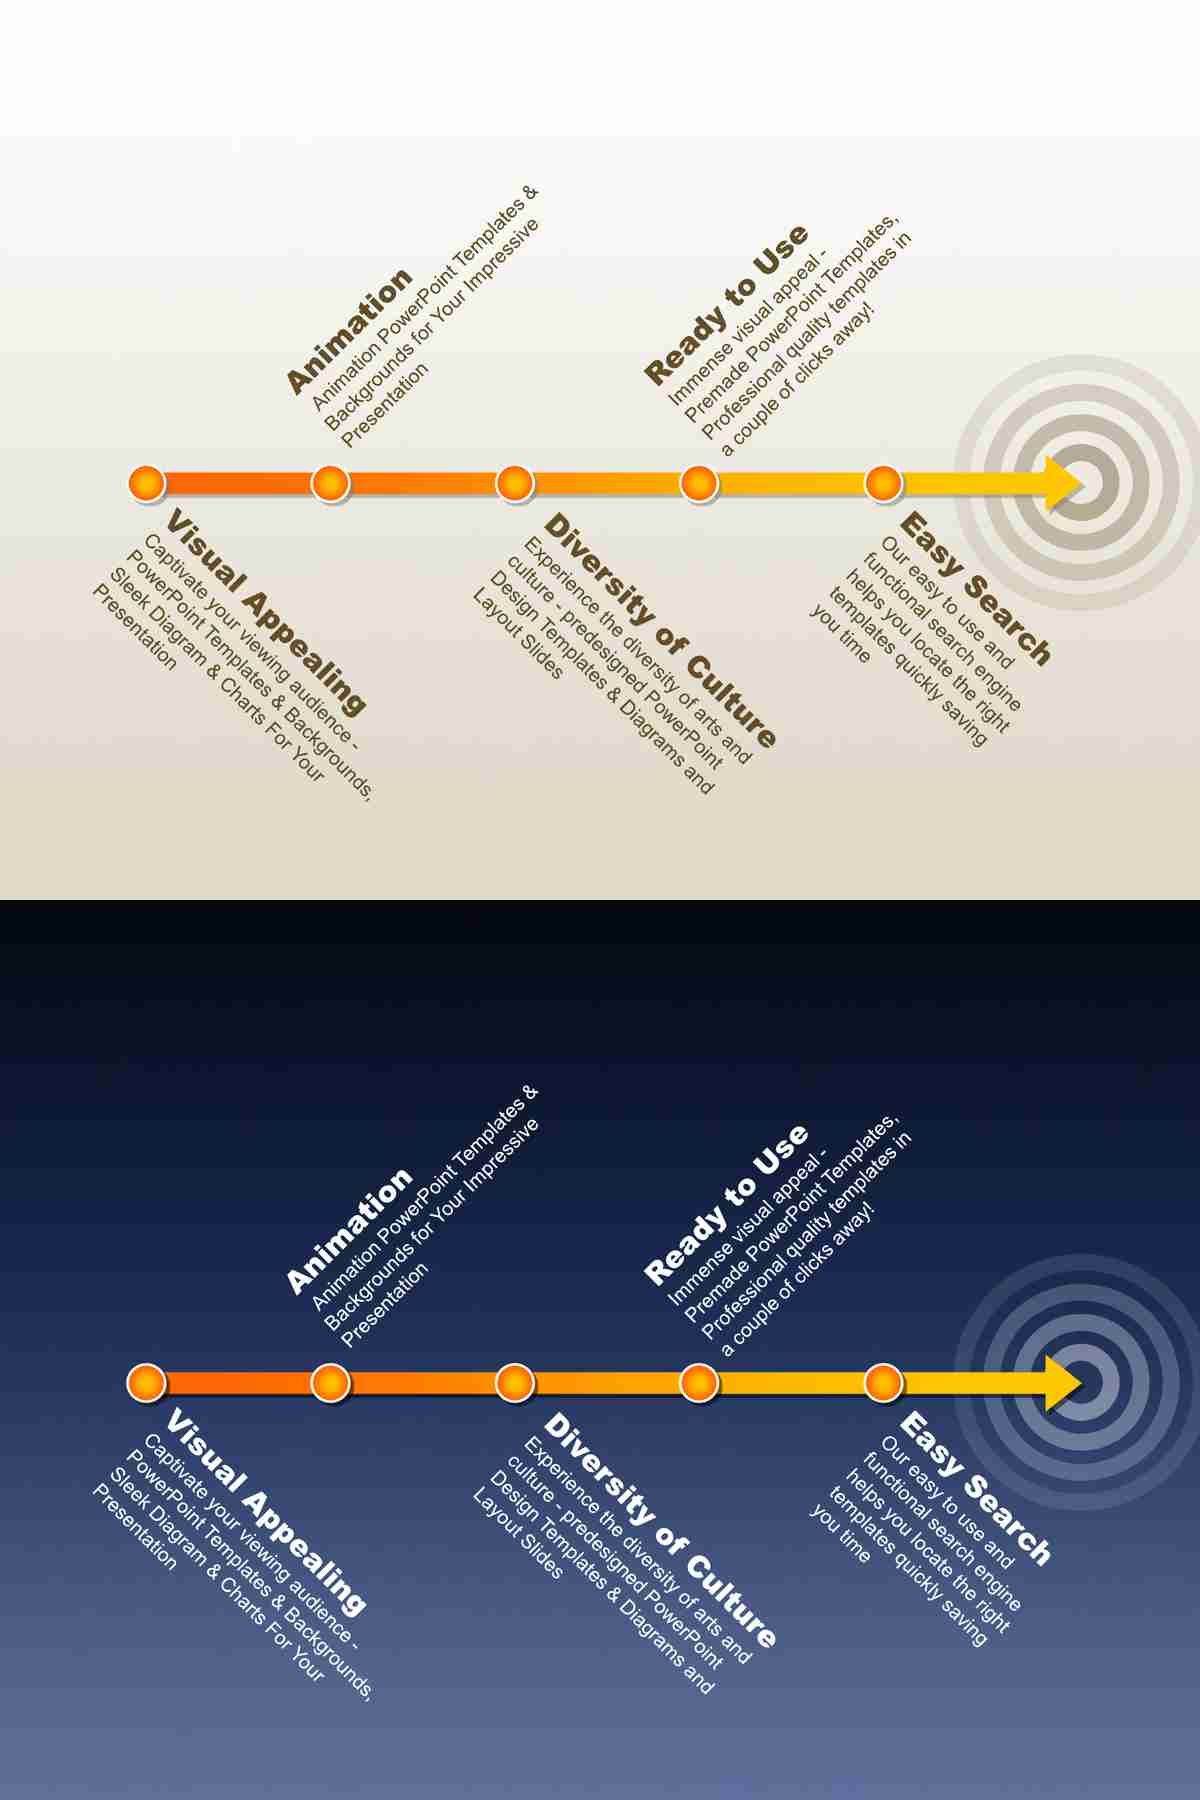 Animation
Animation PowerPoint Templates &
Backgrounds for Your Impressive
Presentation
Ready to Use
Immense visual appeal -
Premade PowerPoint Templates,
Professional quality templates in
a couple of clicks away!
Visual Appealing
Captivate your viewing audience -
PowerPoint Templates & Backgrounds,
Sleek Diagram & Charts For Your
Presentation
Diversity of Culture
Experience the diversity of arts and
culture - predesigned PowerPoint
Design Templates & Diagrams and
Layout Slides
Easy Search
Our easy to use and
functional search engine
helps you locate the right
templates quickly saving
you time
Animation
Animation PowerPoint Templates &
Backgrounds for Your Impressive
Presentation
Ready to Use
Immense visual appeal -
Premade PowerPoint Templates,
Professional quality templates in
a couple of clicks away!
Visual Appealing
Captivate your viewing audience -
PowerPoint Templates & Backgrounds,
Sleek Diagram & Charts For Your
Presentation
Diversity of Culture
Experience the diversity of arts and
culture - predesigned PowerPoint
Design Templates & Diagrams and
Layout Slides
Easy Search
Our easy to use and
functional search engine
helps you locate the right
templates quickly saving
you time